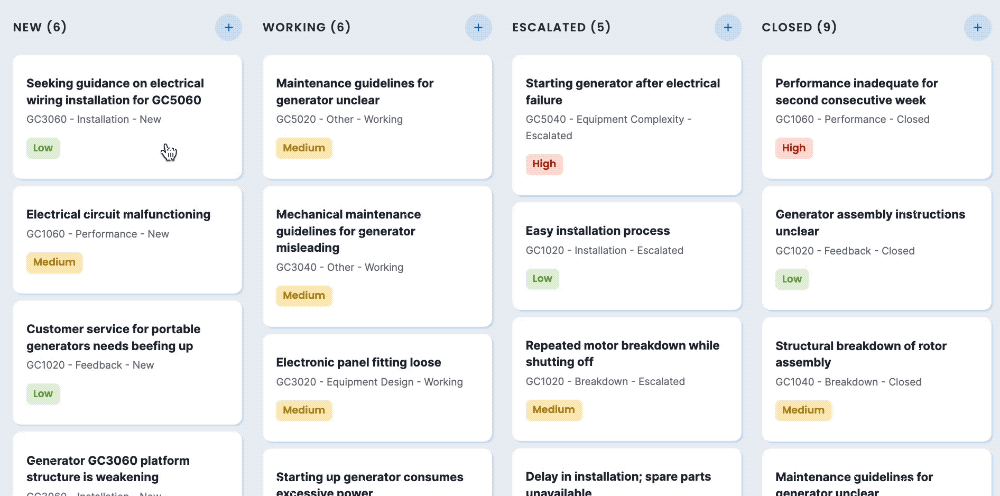 NEW (6)
+
Seeking guidance on electrical
wiring installation for GC5060
GC3060 - Installation - New
Low
Electrical circuit malfunctioning
GC1060 - Performance - New
Medium
Customer service for portable
generators needs beefing up
GC1020 - Feedback - New
Low
Generator GC3060 platform
structure is weakening
GC3060 - Installation - New
WORKING (6)
+
Maintenance guidelines for
generator unclear
GC5020 - Other - Working
Medium
Mechanical maintenance
guidelines for generator
misleading
GC3040 - Other - Working
Medium
Electronic panel fitting loose
GC3020 - Equipment Design - Working
Medium
Starting up generator consumes
excessive power
ESCALATED (5)
+
Starting generator after electrical
failure
GC5040 - Equipment Complexity -
Escalated
High
Easy installation process
GC1020 - Installation - Escalated
Low
Repeated motor breakdown while
shutting off
GC1020 - Breakdown - Escalated
Medium
Delay in installation; spare parts
unavailable
CLOSED (9)
+
Performance inadequate for
second consecutive week
GC1060 - Performance - Closed
High
Generator assembly instructions
unclear
GC1020 - Feedback - Closed
Low
Structural breakdown of rotor
assembly
GC1040 - Breakdown - Closed
Medium
Maintenance guidelines for
generator unclear